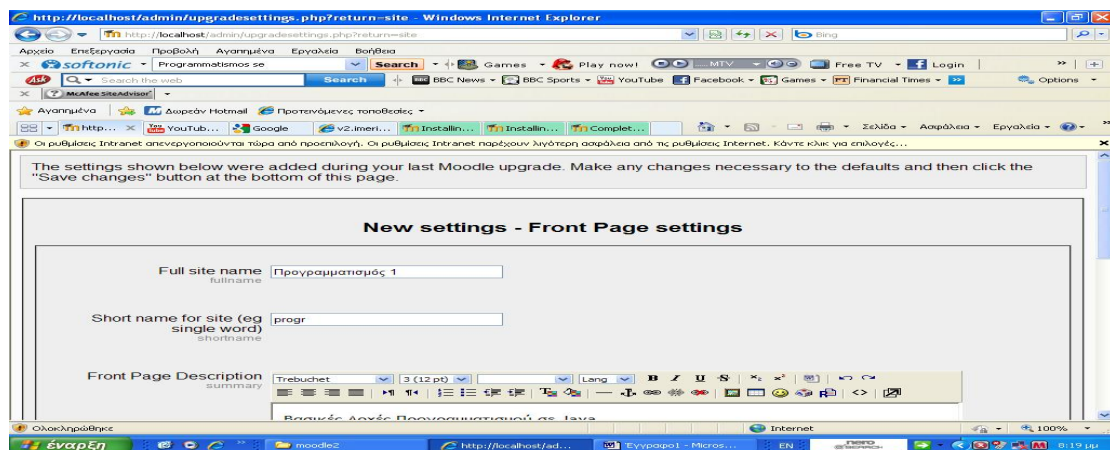 http://localhost/admin/upgradesettings.php?return=site - Windows Internet Explorer
http://localhost/admin/upgradesettings.php?return=site
Bing
Αρχείο Επεξεργασία Προβολή Αγαπημένα Εργαλεία Βοήθεια
softonic Programmatismos se Search Games Play now! MTV Free TV Login
Ask Search the web Search BBC News BBC Sports YouTube Facebook Games FT Financial Times Options
McAfee SiteAdvisor
Αγαπημένα Δωρεάν Hotmail Προτεινόμενες τοποθεσίες
http... YouTub... Google v2.imeri... Installin... Installin... Complet... Σελίδα Ασφάλεια Εργαλεία
Οι ρυθμίσεις Intranet απενεργοποιούνται τώρα από προεπιλογή. Οι ρυθμίσεις Intranet παρέχουν λιγότερη ασφάλεια από τις ρυθμίσεις Internet. Κάντε κλικ για επιλογές...
The settings shown below were added during your last Moodle upgrade. Make any changes necessary to the defaults and then click the
"Save changes" button at the bottom of this page.
New settings - Front Page settings
Full site name Προγραμματισμός 1
fullname
Short name for site (eg progr
single word)
shortname
Front Page Description
summary
Trebuchet 3 (12 pt) Lang B I U S
Βασικές Αρχές Προγραμματισμού σε Java
Ολοκληρώθηκε Internet 100%
έναρξη moodle2 http://localhost/ad... Έγγραφο1 - Micros... EN nero 8:19 μμ